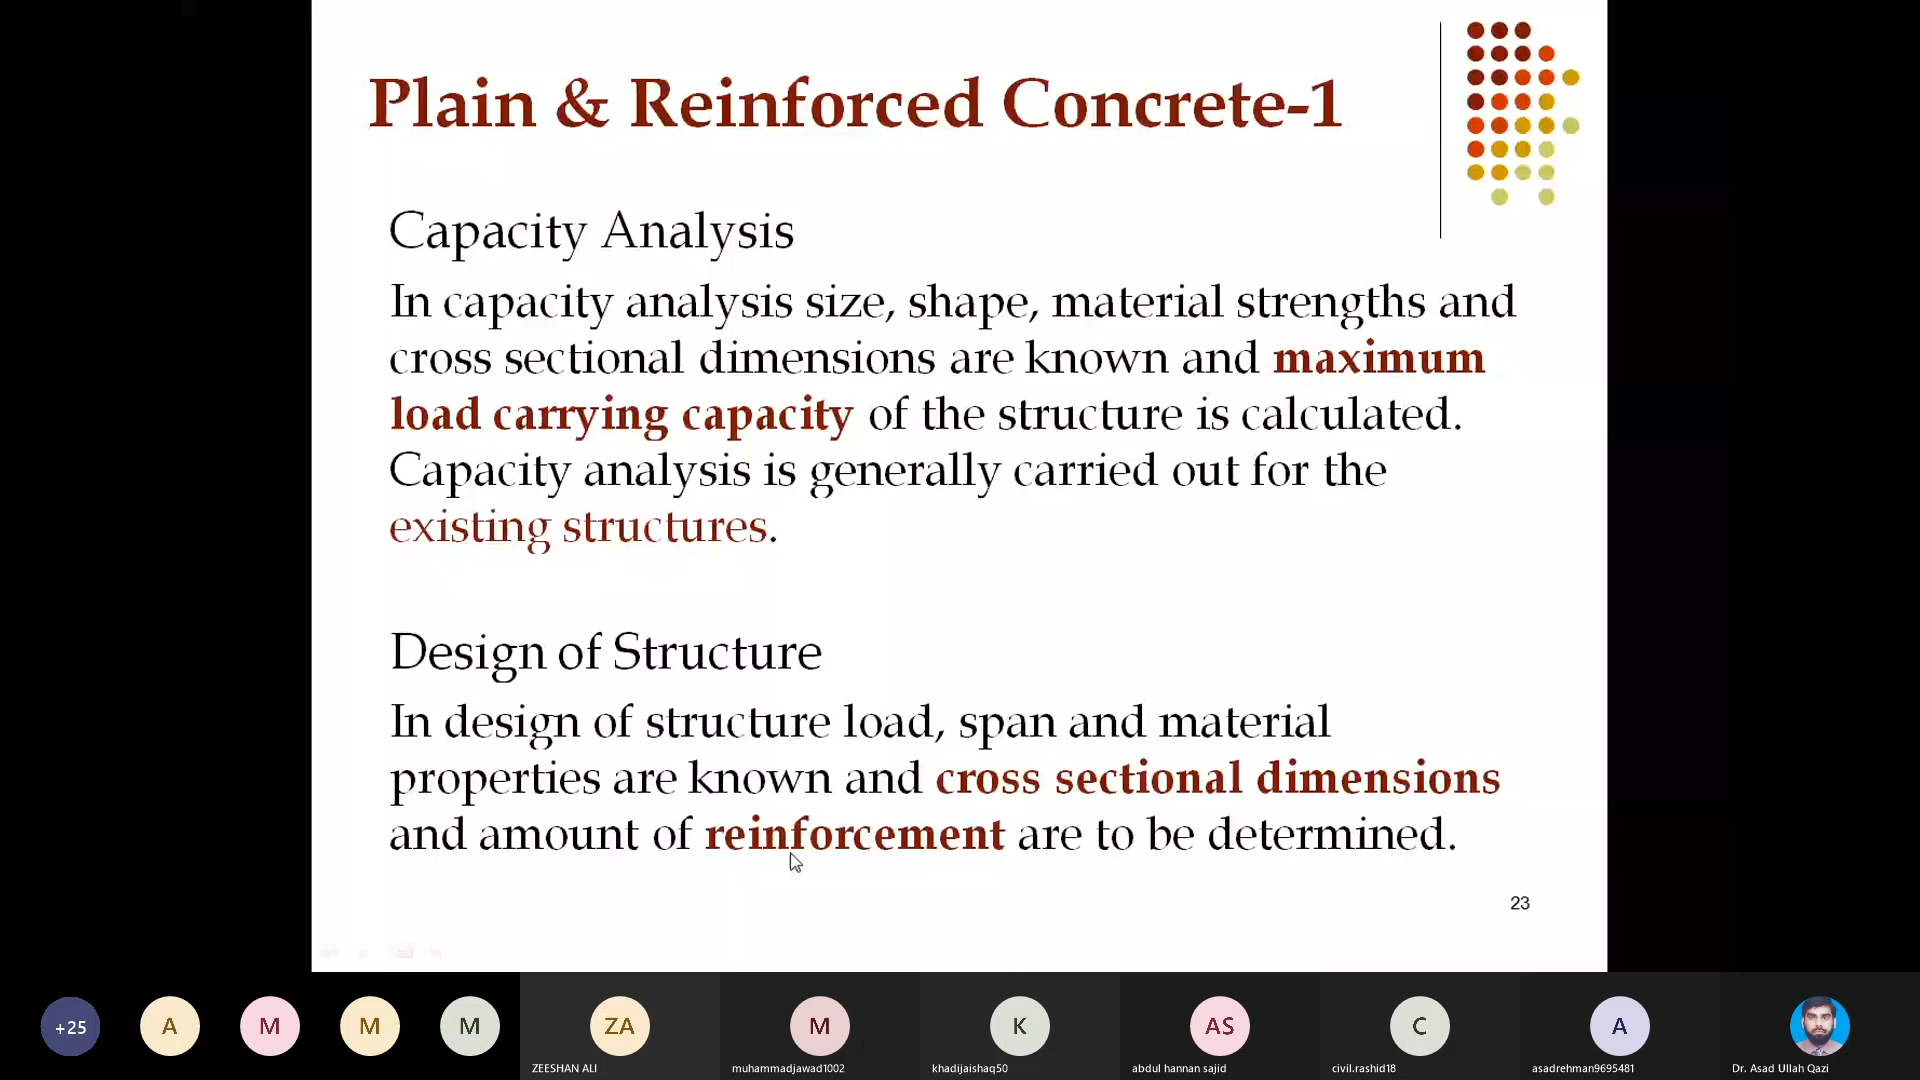 Plain & Reinforced Concrete-1
Capacity Analysis
In capacity analysis size, shape, material strengths and
cross sectional dimensions are known and maximum
load carrying capacity of the structure is calculated.
Capacity analysis is generally carried out for the
existing structures.
Design of Structure
In design of structure load, span and material
properties are known and cross sectional dimensions
and amount of reinforcement are to be determined.
23
+25 A M M M ZA M K AS C A
ZEESHAN ALI muhammadjawad1002 khadijaishaq50 abdul hannan sajid civil.rashid18 asadrehman9695481 Dr. Asad Ullah Qazi